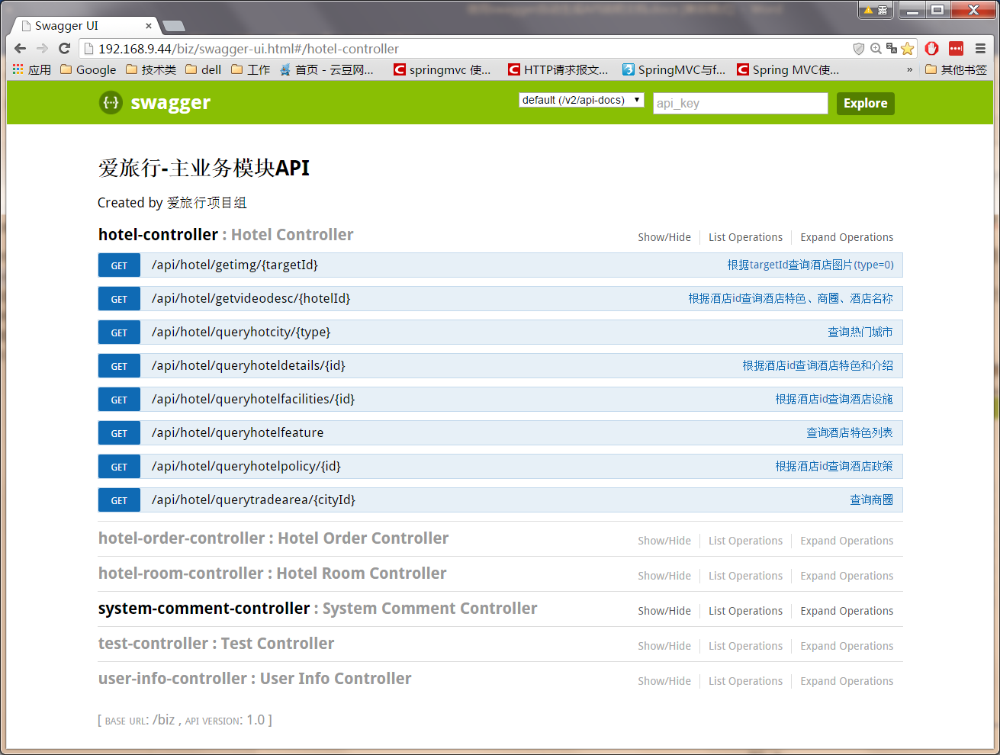 Swagger UI
192.168.9.44/biz/swagger-ui.html#/hotel-controller
应用 Google 技术类 dell 工作 首页 - 云豆网... springmvc 使... HTTP请求报文... SpringMVC与f... Spring MVC使... » 其他书签
swagger default (/v2/api-docs) api_key Explore
爱旅行-主业务模块API
Created by 爱旅行项目组
hotel-controller : Hotel Controller Show/Hide List Operations Expand Operations
GET /api/hotel/getimg/{targetId} 根据targetId查询酒店图片(type=0)
GET /api/hotel/getvideodesc/{hotelId} 根据酒店id查询酒店特色、商圈、酒店名称
GET /api/hotel/queryhotcity/{type} 查询热门城市
GET /api/hotel/queryhoteldetails/{id} 根据酒店id查询酒店特色和介绍
GET /api/hotel/queryhotelfacilities/{id} 根据酒店id查询酒店设施
GET /api/hotel/queryhotelfeature 查询酒店特色列表
GET /api/hotel/queryhotelpolicy/{id} 根据酒店id查询酒店政策
GET /api/hotel/querytradearea/{cityId} 查询商圈
hotel-order-controller : Hotel Order Controller Show/Hide List Operations Expand Operations
hotel-room-controller : Hotel Room Controller Show/Hide List Operations Expand Operations
system-comment-controller : System Comment Controller Show/Hide List Operations Expand Operations
test-controller : Test Controller Show/Hide List Operations Expand Operations
user-info-controller : User Info Controller Show/Hide List Operations Expand Operations
[ BASE URL: /biz , API VERSION: 1.0 ]